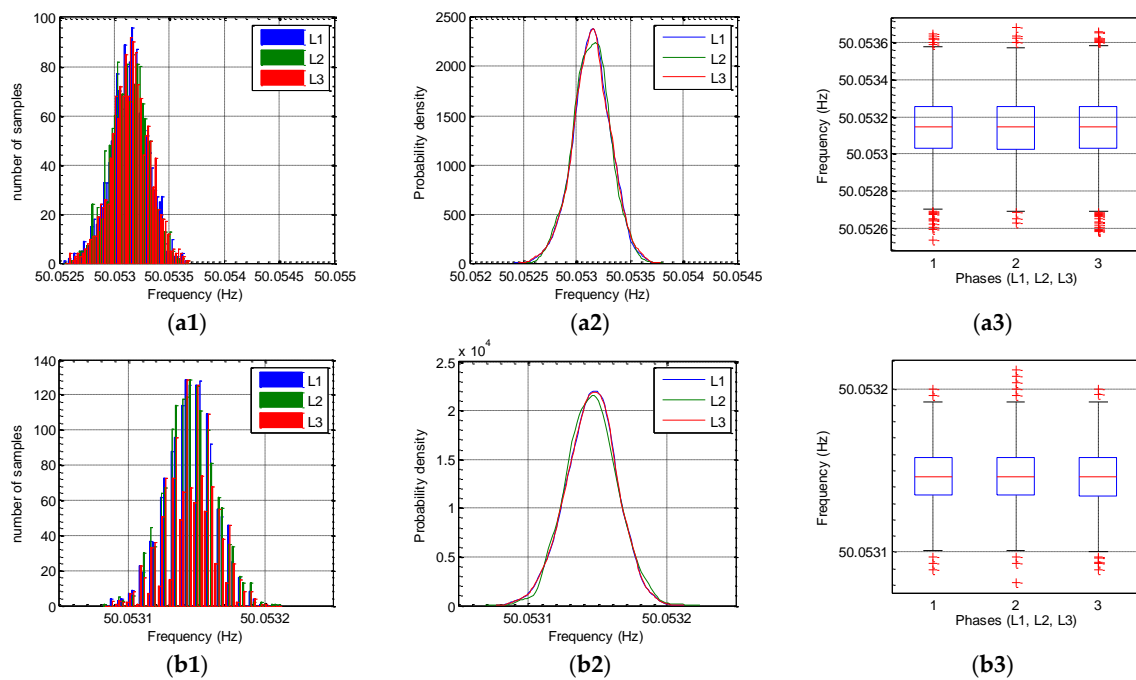 100
80
60
40
20
0
number of samples
L1
L2
L3
50.0525
50.053
50.0535
50.054
50.0545
50.055
Frequency (Hz)
(a1)
2500
2000
1500
1000
500
0
Probability density
L1
L2
L3
50.052
50.0525
50.053
50.0535
50.054
50.0545
Frequency (Hz)
(a2)
50.0536
50.0534
50.0532
50.053
50.0528
50.0526
Frequency (Hz)
1
2
3
Phases (L1, L2, L3)
(a3)
140
120
100
80
60
40
20
0
number of samples
L1
L2
L3
50.0531
50.0532
Frequency (Hz)
(b1)
x 10^4
2.5
2
1.5
1
0.5
0
Probability density
L1
L2
L3
50.0531
50.0532
Frequency (Hz)
(b2)
50.0532
50.0531
Frequency (Hz)
1
2
3
Phases (L1, L2, L3)
(b3)